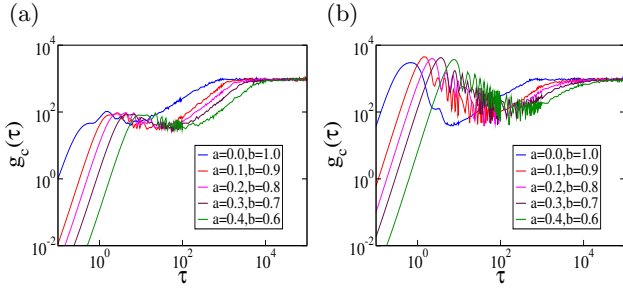 (a)
10^4
10^2
10^0
10^-2
g_c(τ)
a=0.0,b=1.0
a=0.1,b=0.9
a=0.2,b=0.8
a=0.3,b=0.7
a=0.4,b=0.6
10^0 10^2 10^4
τ
(b)
10^4
10^2
10^0
10^-2
g_c(τ)
a=0.0,b=1.0
a=0.1,b=0.9
a=0.2,b=0.8
a=0.3,b=0.7
a=0.4,b=0.6
10^0 10^2 10^4
τ